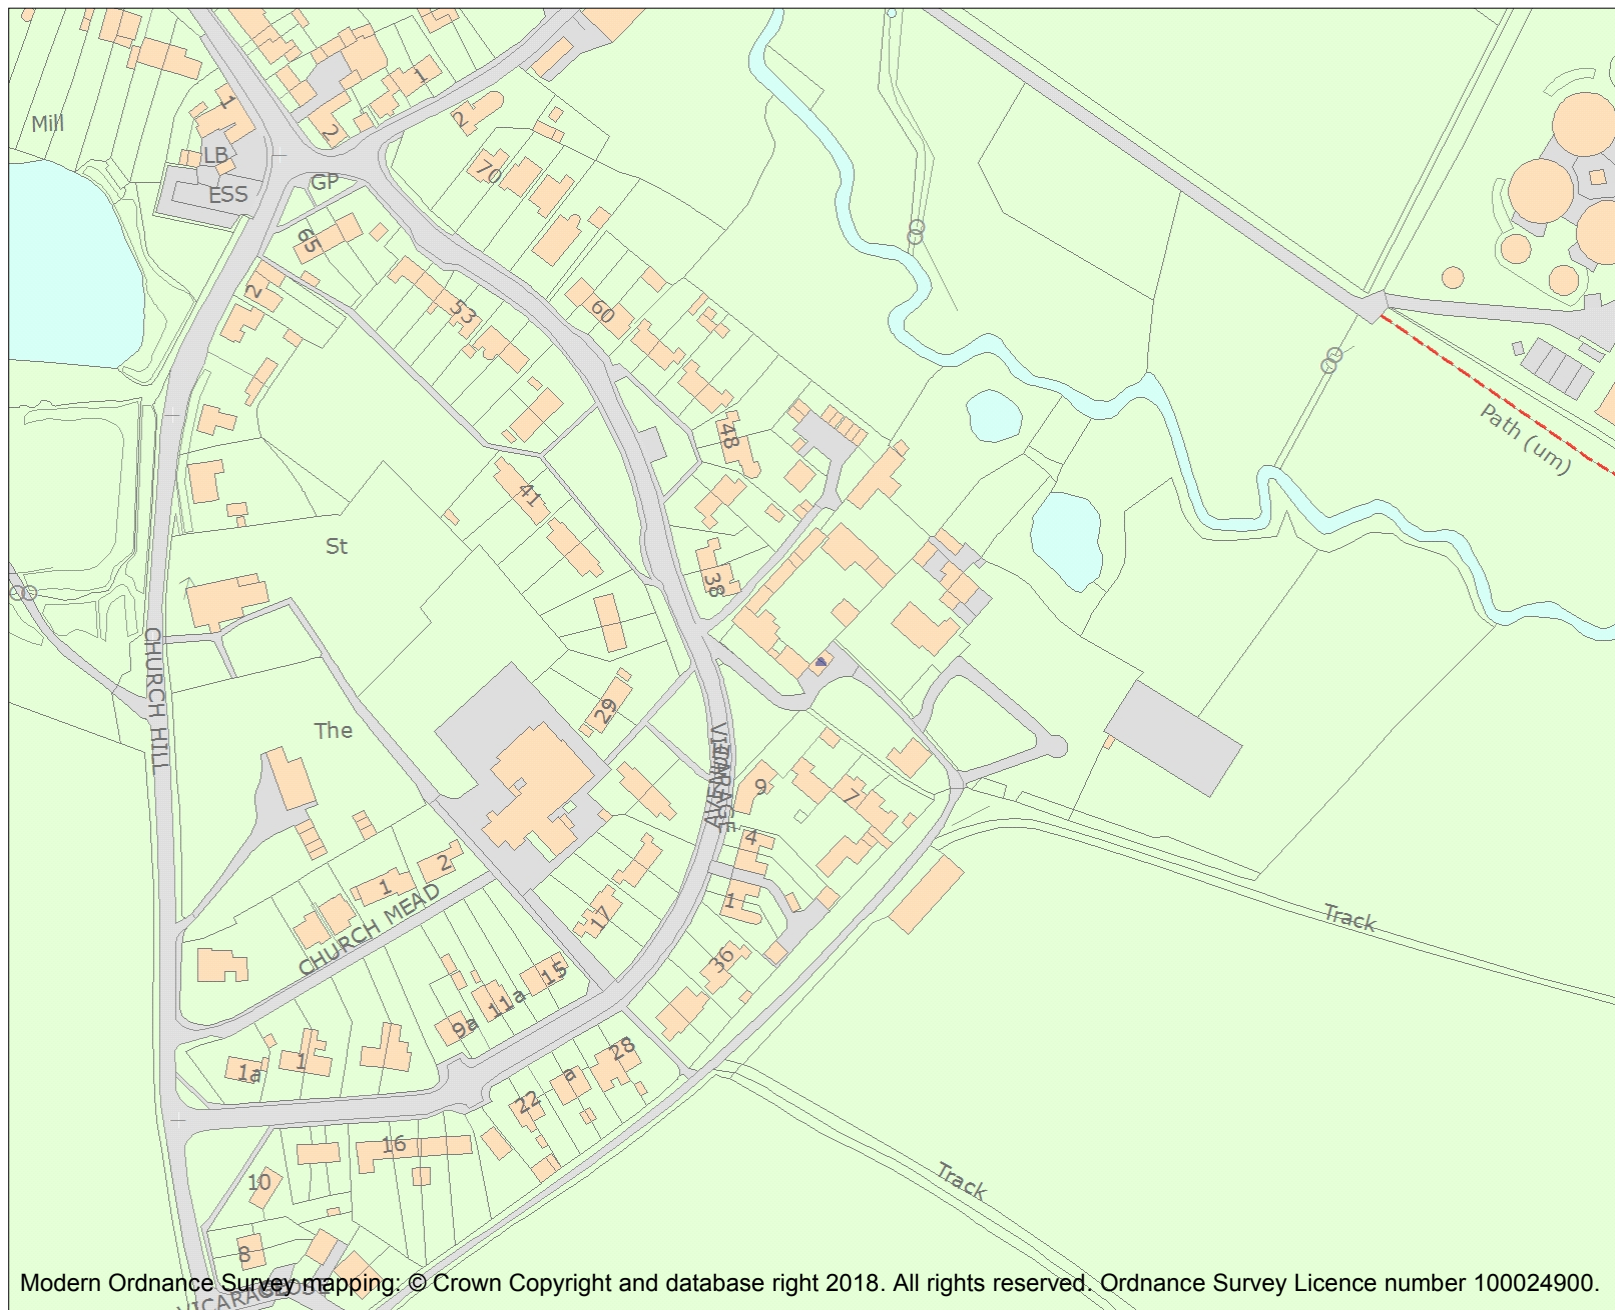 1
1
2
2
Mill
LB
70
GP
ESS
65
2
53
60
Path (um)
48
41
St
38
CHURCH HILL
29
The
VICARAGE
9
7
4
2
1
1
CHURCH MEAD
17
Track
36
15
11a
9a
28
1
1a
a
22
16
Track
10
8
Modern Ordnance Survey mapping: © Crown Copyright and database right 2018. All rights reserved. Ordnance Survey Licence number 100024900.